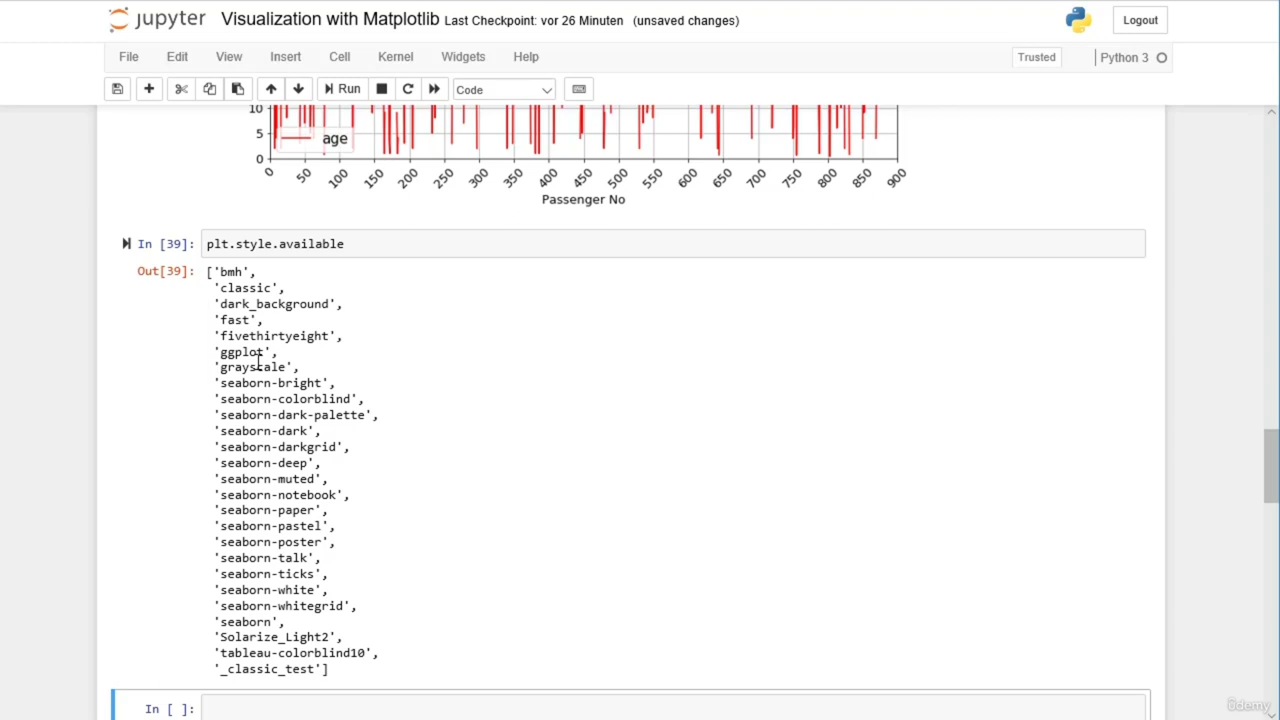 jupyter Visualization with Matplotlib Last Checkpoint: vor 26 Minuten (unsaved changes) Logout
File Edit View Insert Cell Kernel Widgets Help Trusted Python 3
Run Code
10
5
age
0
0 50 100 150 200 250 300 350 400 450 500 550 600 650 700 750 800 850 900
Passenger No
In [39]: plt.style.available
Out[39]: ['bmh',
'classic',
'dark_background',
'fast',
'fivethirtyeight',
'ggplot',
'grayscale',
'seaborn-bright',
'seaborn-colorblind',
'seaborn-dark-palette',
'seaborn-dark',
'seaborn-darkgrid',
'seaborn-deep',
'seaborn-muted',
'seaborn-notebook',
'seaborn-paper',
'seaborn-pastel',
'seaborn-poster',
'seaborn-talk',
'seaborn-ticks',
'seaborn-white',
'seaborn-whitegrid',
'seaborn',
'Solarize_Light2',
'tableau-colorblind10',
'_classic_test']
In [ ]:
ûdemy